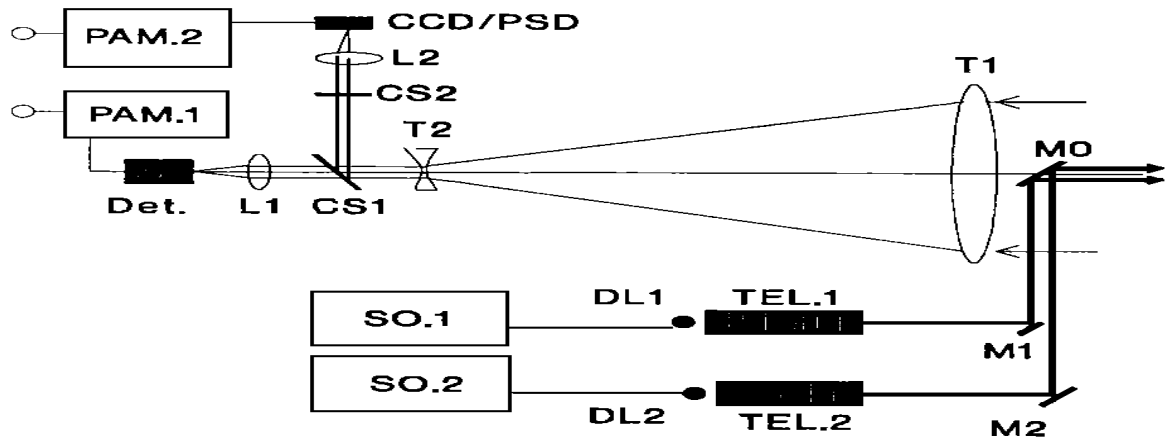 PAM.2
CCD/PSD
L2
T1
PAM.1
CS2
T2
M0
Det.
L1
CS1
SO.1
DL1
TEL.1
M1
SO.2
DL2
TEL.2
M2